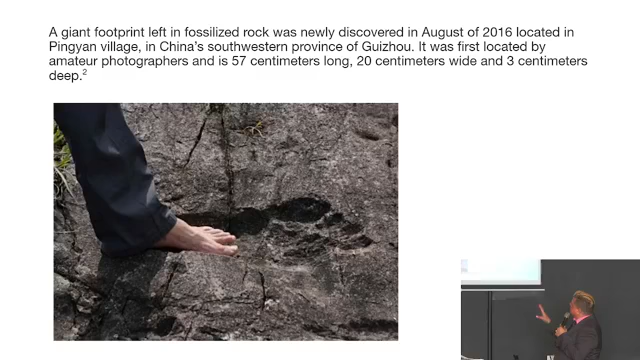 A giant footprint left in fossilized rock was newly discovered in August of 2016 located in
Pingyan village, in China's southwestern province of Guizhou. It was first located by
amateur photographers and is 57 centimeters long, 20 centimeters wide and 3 centimeters
deep.2